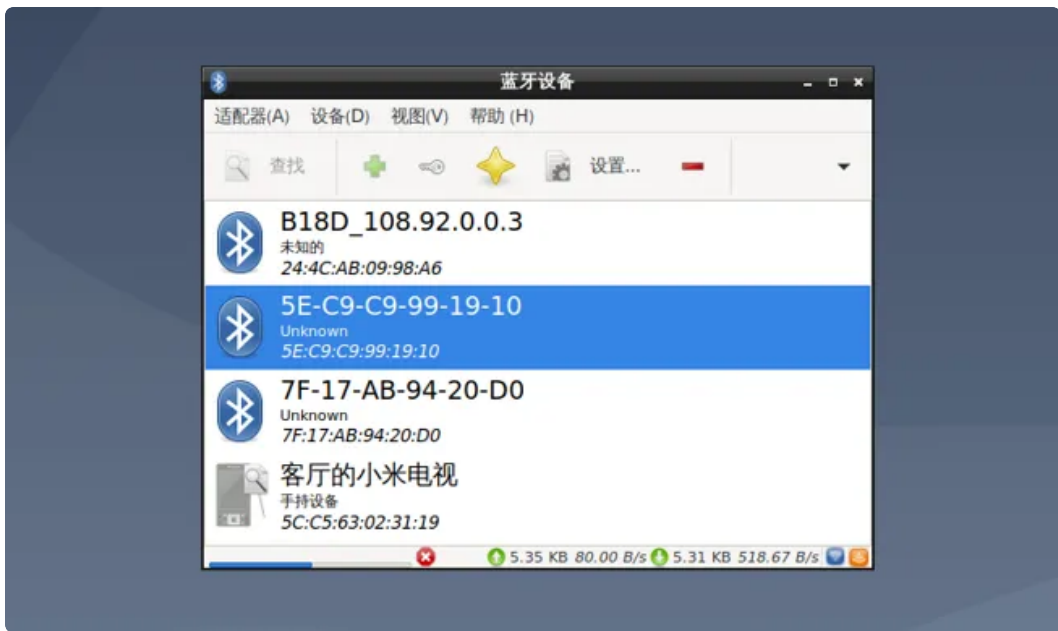 蓝牙设备
适配器(A) 设备(D) 视图(V) 帮助 (H)
查找 设置...
B18D_108.92.0.0.3
未知的
24:4C:AB:09:98:A6
5E-C9-C9-99-19-10
Unknown
5E:C9:C9:99:19:10
7F-17-AB-94-20-D0
Unknown
7F:17:AB:94:20:D0
客厅的小米电视
手持设备
5C:C5:63:02:31:19
5.35 KB 80.00 B/s 5.31 KB 518.67 B/s